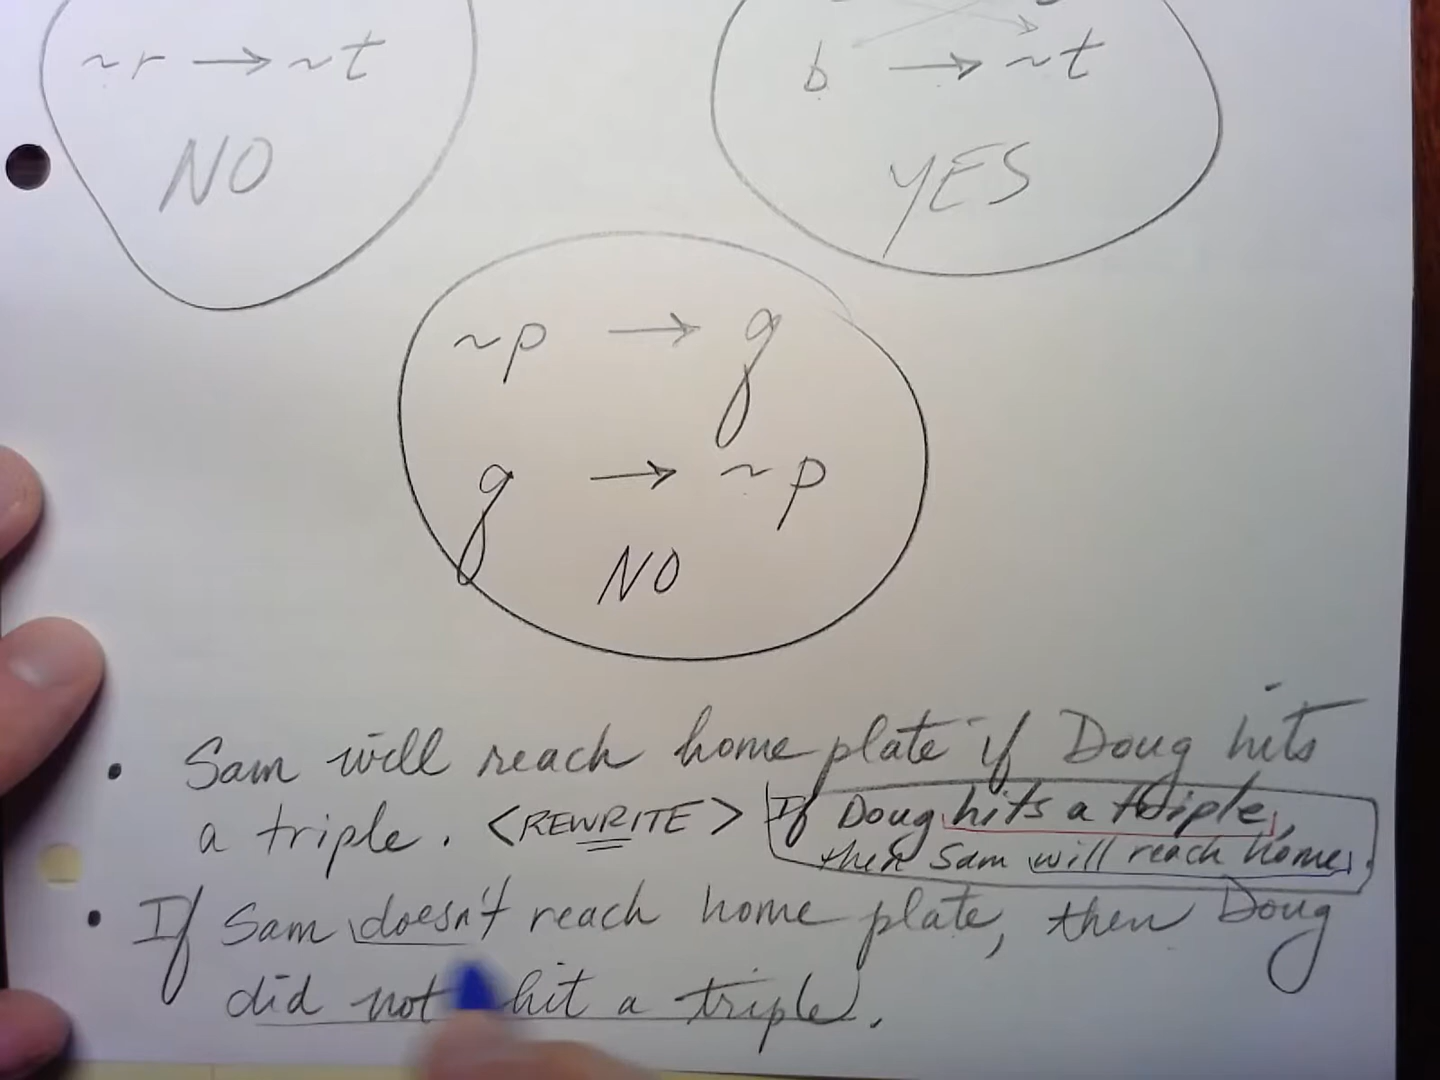 ~r → ~t
NO
b → ~t
YES
~p → g
g → ~p
NO
• Sam will reach home plate if Doug hits
a triple. <REWRITE> If Doug hits a triple,
then Sam will reach home.
• If Sam doesn't reach home plate, then Doug
did not hit a triple.